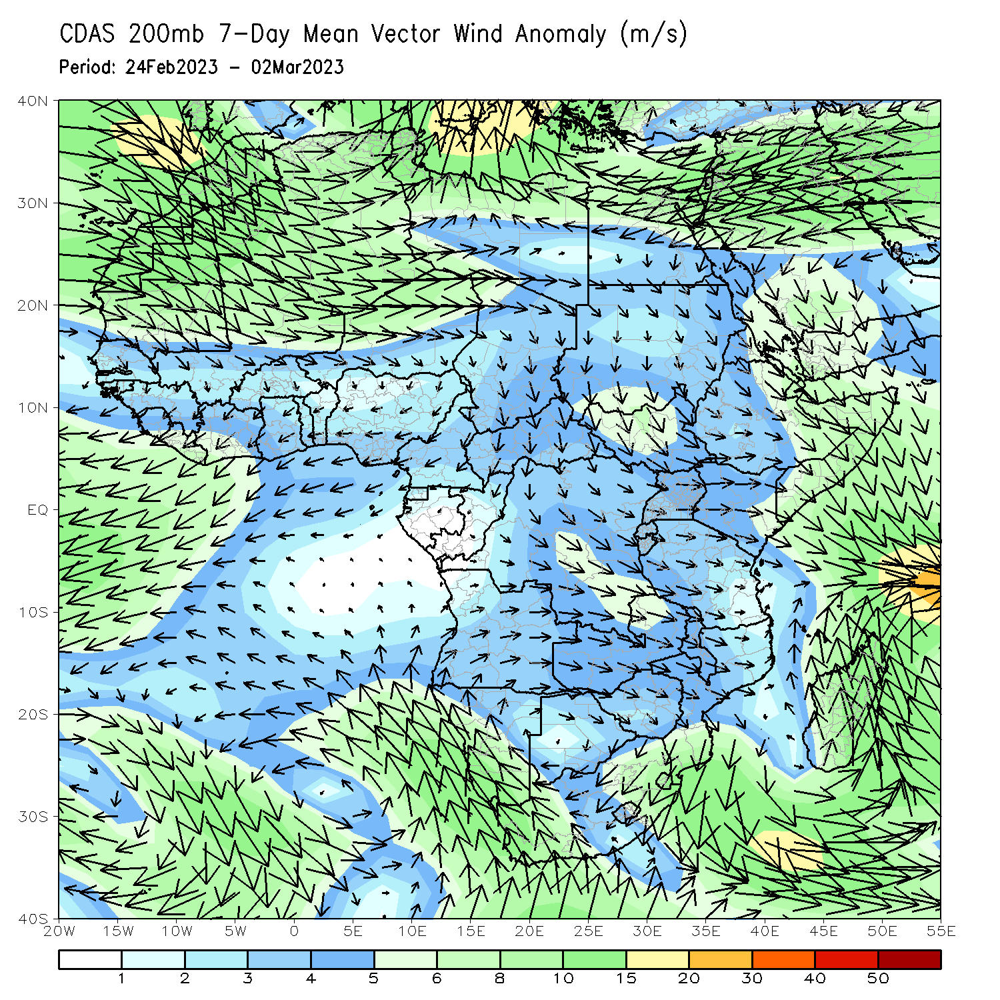 CDAS 200mb 7-Day Mean Vector Wind Anomaly (m/s)
Period: 24Feb2023 - 02Mar2023
40N
30N
20N
10N
EQ
10S
20S
30S
40S
20W 15W 10W 5W 0 5E 10E 15E 20E 25E 30E 35E 40E 45E 50E 55E
1 2 3 4 5 6 8 10 15 20 30 40 50